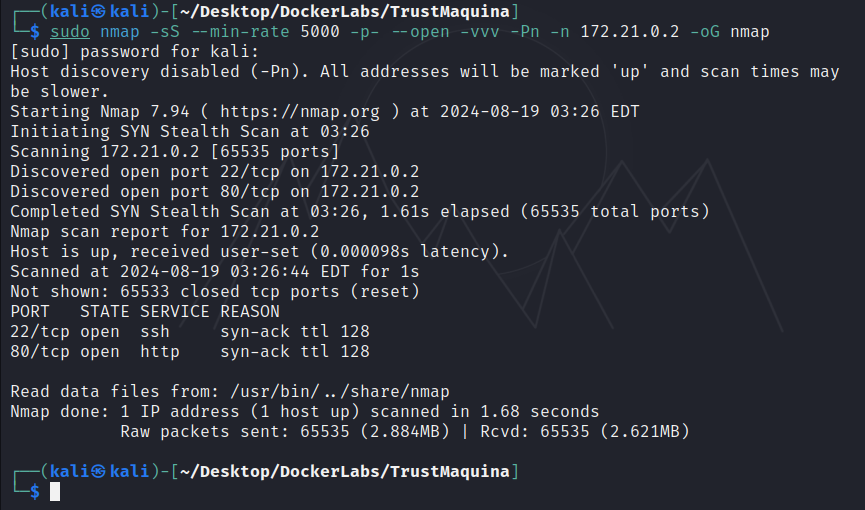 ┌──(kali㉿kali)-[~/Desktop/DockerLabs/TrustMaquina]
└─$ sudo nmap -sS --min-rate 5000 -p- --open -vvv -Pn -n 172.21.0.2 -oG nmap
[sudo] password for kali:
Host discovery disabled (-Pn). All addresses will be marked 'up' and scan times may
be slower.
Starting Nmap 7.94 ( https://nmap.org ) at 2024-08-19 03:26 EDT
Initiating SYN Stealth Scan at 03:26
Scanning 172.21.0.2 [65535 ports]
Discovered open port 22/tcp on 172.21.0.2
Discovered open port 80/tcp on 172.21.0.2
Completed SYN Stealth Scan at 03:26, 1.61s elapsed (65535 total ports)
Nmap scan report for 172.21.0.2
Host is up, received user-set (0.000098s latency).
Scanned at 2024-08-19 03:26:44 EDT for 1s
Not shown: 65533 closed tcp ports (reset)
PORT   STATE SERVICE REASON
22/tcp open  ssh     syn-ack ttl 128
80/tcp open  http    syn-ack ttl 128

Read data files from: /usr/bin/../share/nmap
Nmap done: 1 IP address (1 host up) scanned in 1.68 seconds
           Raw packets sent: 65535 (2.884MB) | Rcvd: 65535 (2.621MB)

┌──(kali㉿kali)-[~/Desktop/DockerLabs/TrustMaquina]
└─$